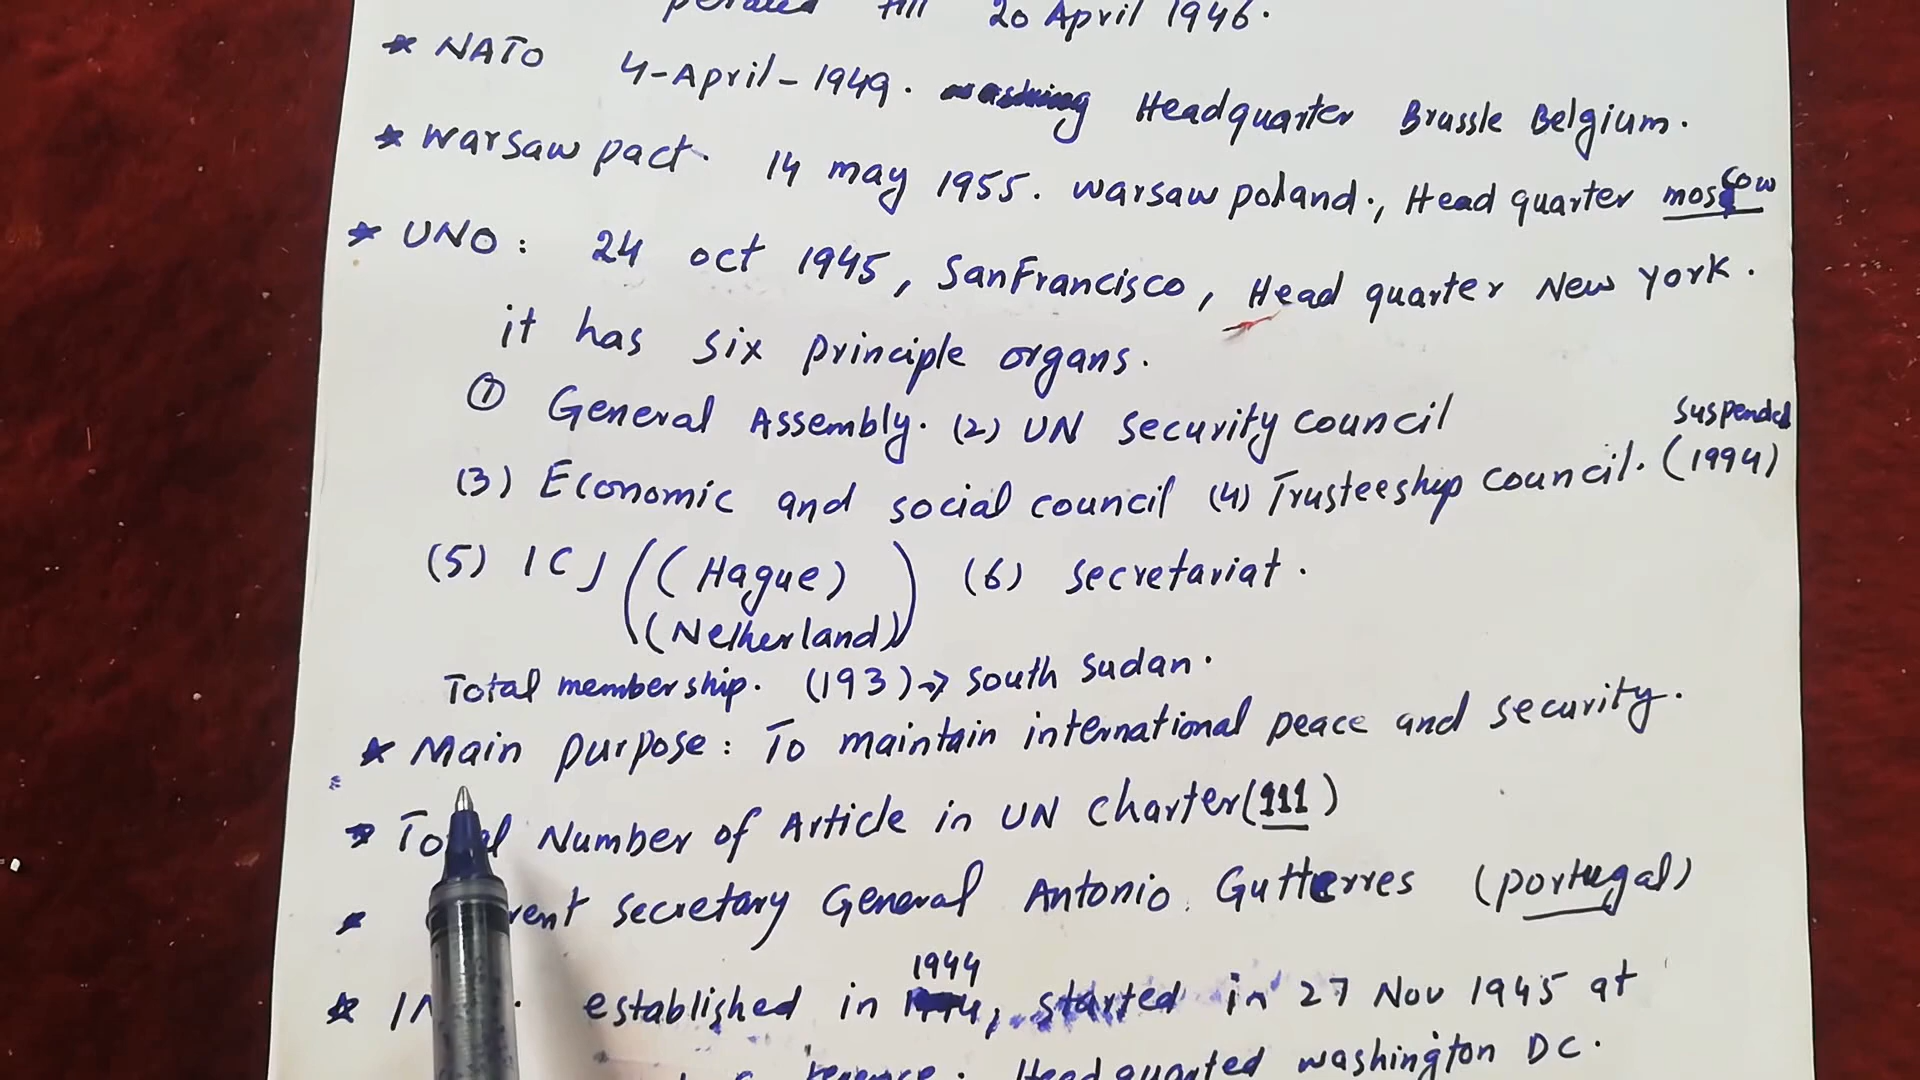 till 20 April 1946.
* NATO 4-April-1949. Headquarter Brussle Belgium.
* Warsaw pact. 14 may 1955. warsaw poland., Head quarter moscow
* UNO: 24 oct 1945, SanFrancisco, Head quarter New York.
it has six principle organs.
① General Assembly. (2) UN security council
(3) Economic and social council (4) Trusteeship council. (1994) suspended
(5) ICJ ((Hague) (6) secretariat.
(Netherland))
Total membership. (193) → south sudan.
* Main purpose: To maintain international peace and security.
* Total Number of Article in UN charter (111)
* secretary General Antonio Gutterres (portugal)
* established in 1944, started in 27 Nov 1945 at
Headquarted washington DC.